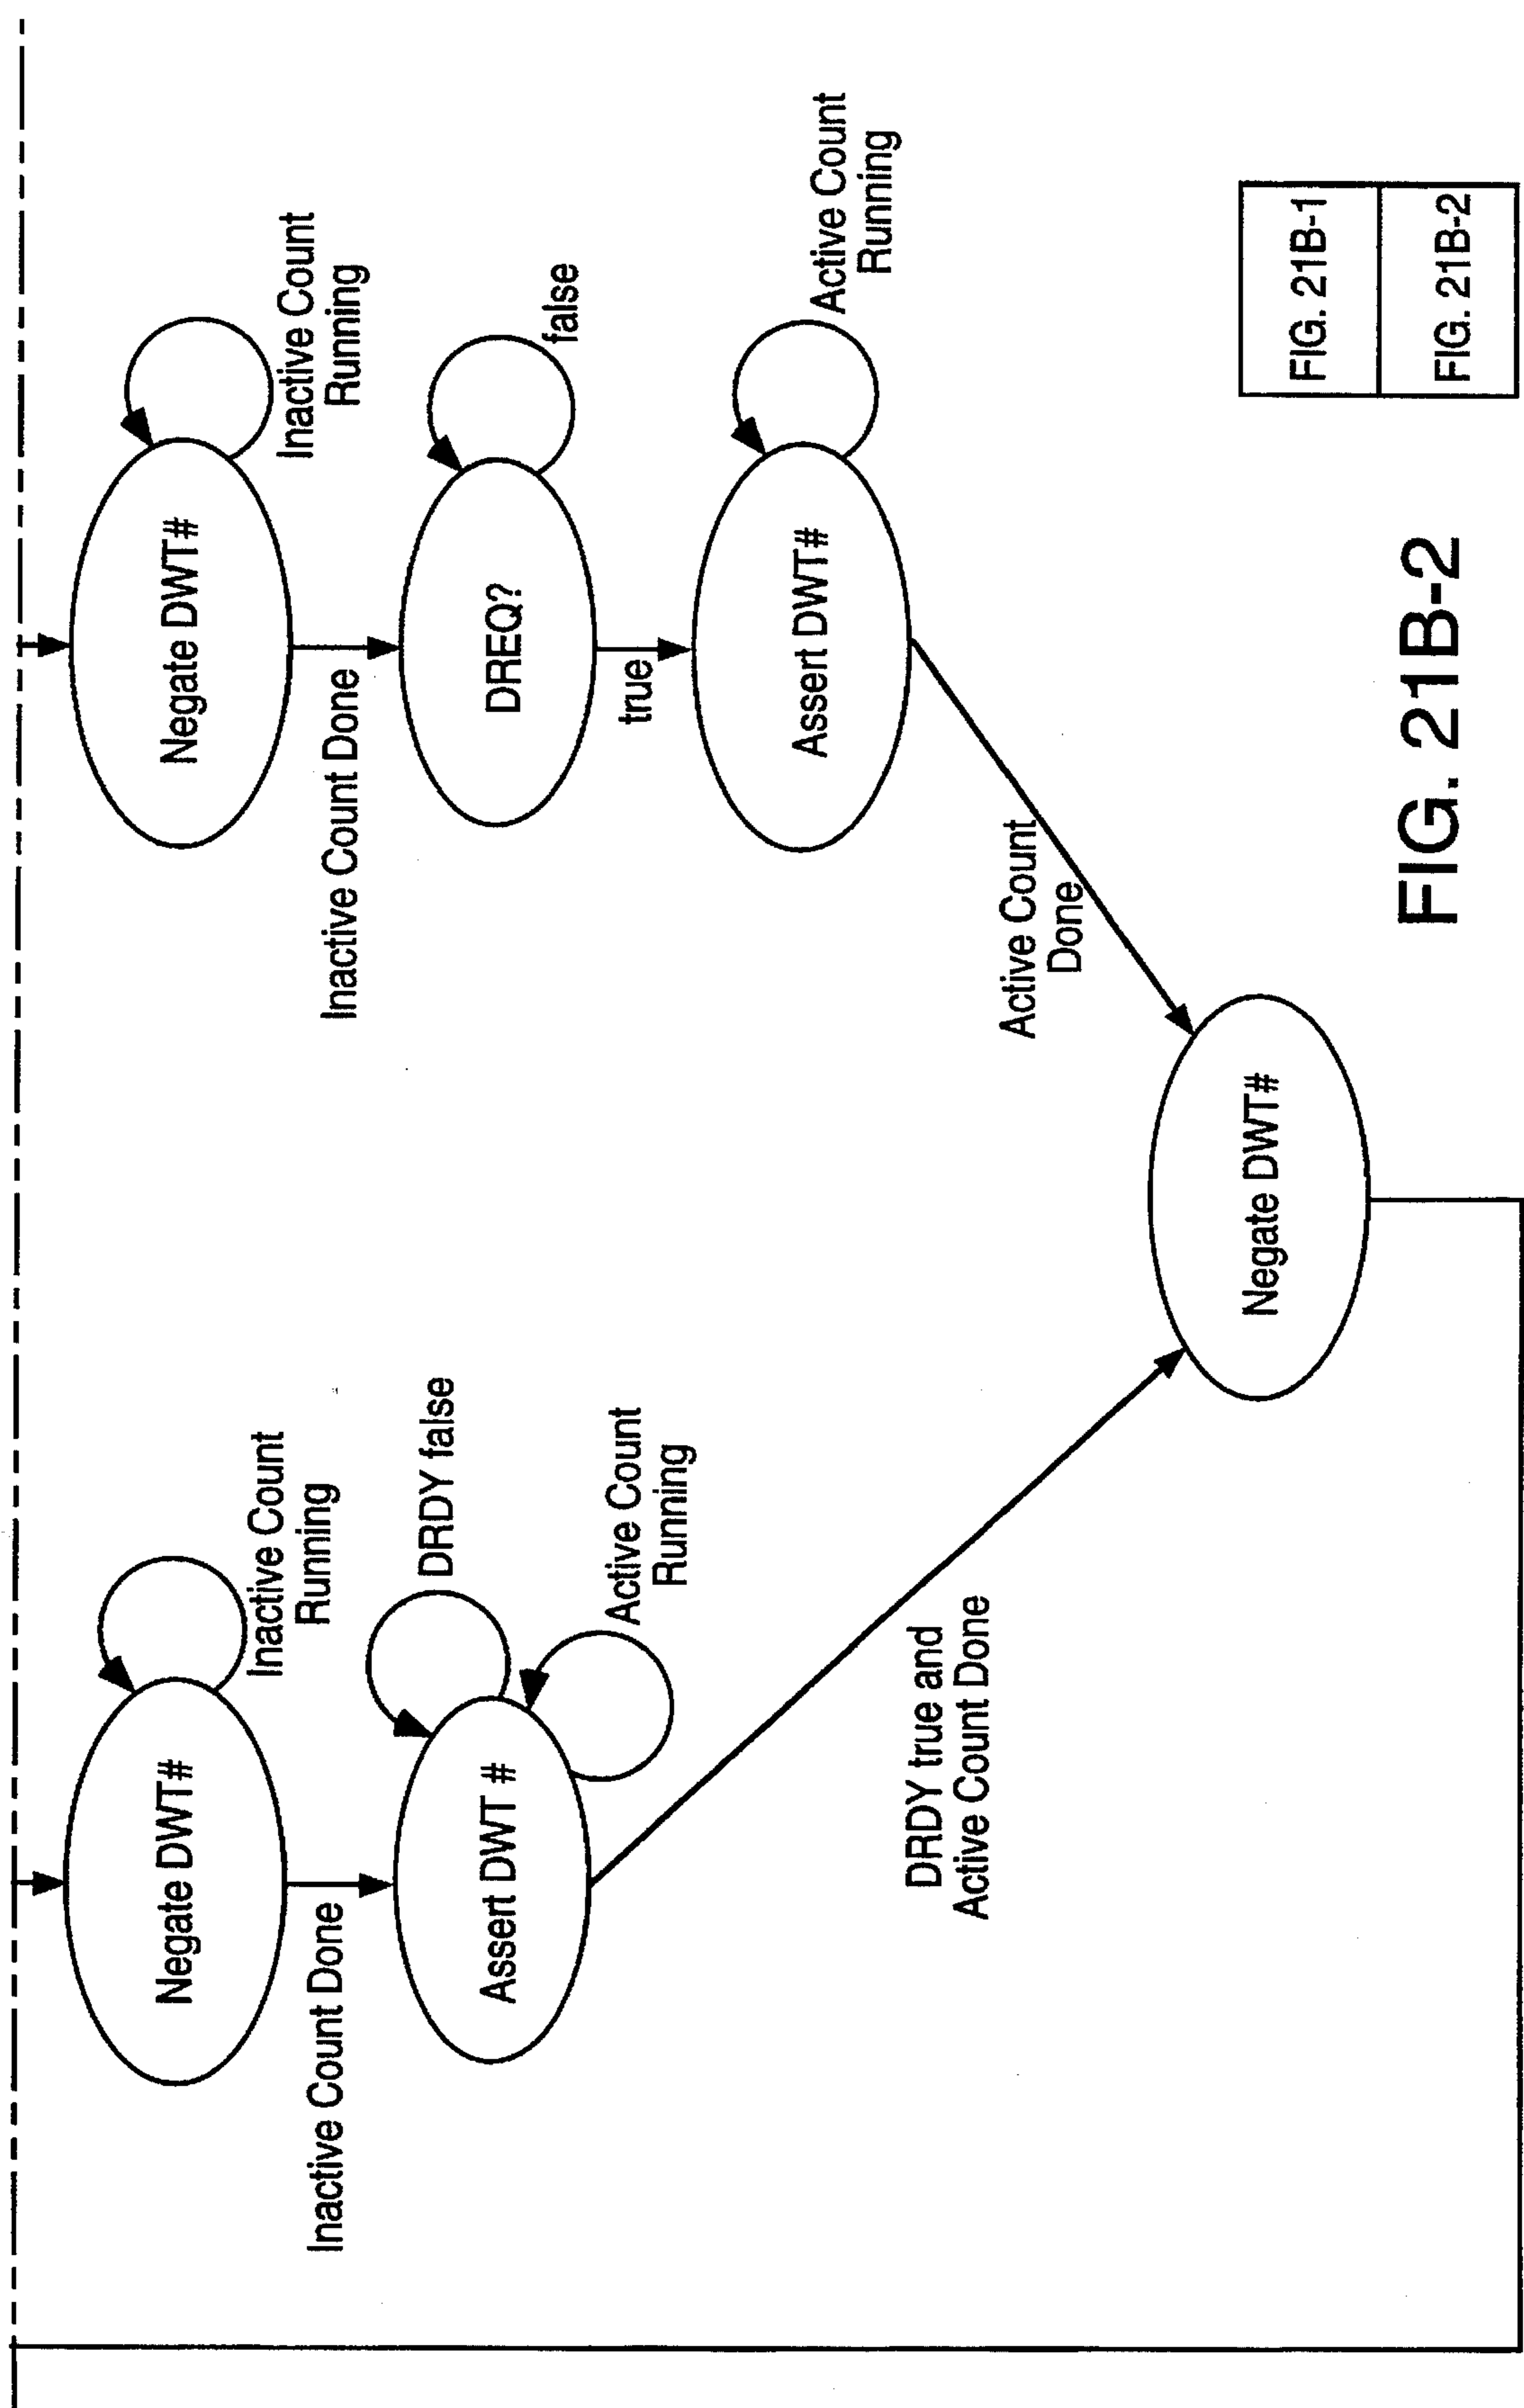 Negate DWT#
Inactive Count
Running
Inactive Count Done
Assert DWT #
DRDY false
Active Count
Running
DRDY true and
Active Count Done
Negate DWT#
Inactive Count
Running
Inactive Count Done
DREQ?
false
true
Assert DWT#
Active Count
Running
Active Count
Done
Negate DWT#
FIG. 21B-2
FIG. 21B-1
FIG. 21B-2